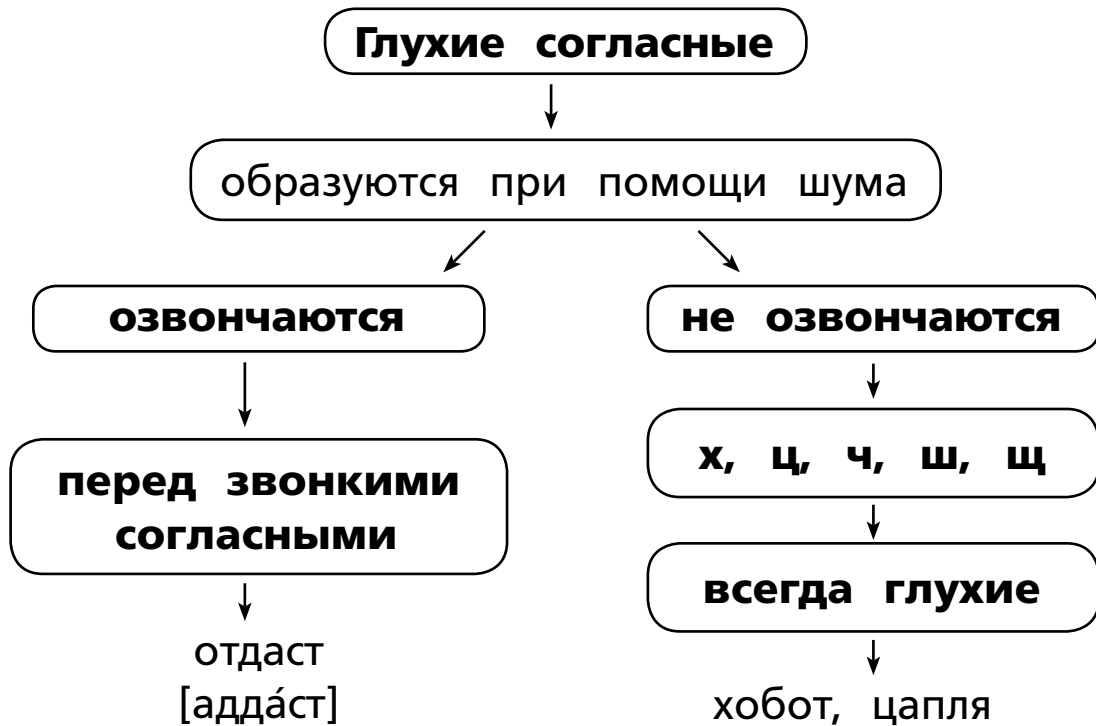 Глухие согласные
образуются при помощи шума
озвончаются
не озвончаются
перед звонкими
согласными
х, ц, ч, ш, щ
всегда глухие
отдаст
[адда́ст]
хобот, цапля